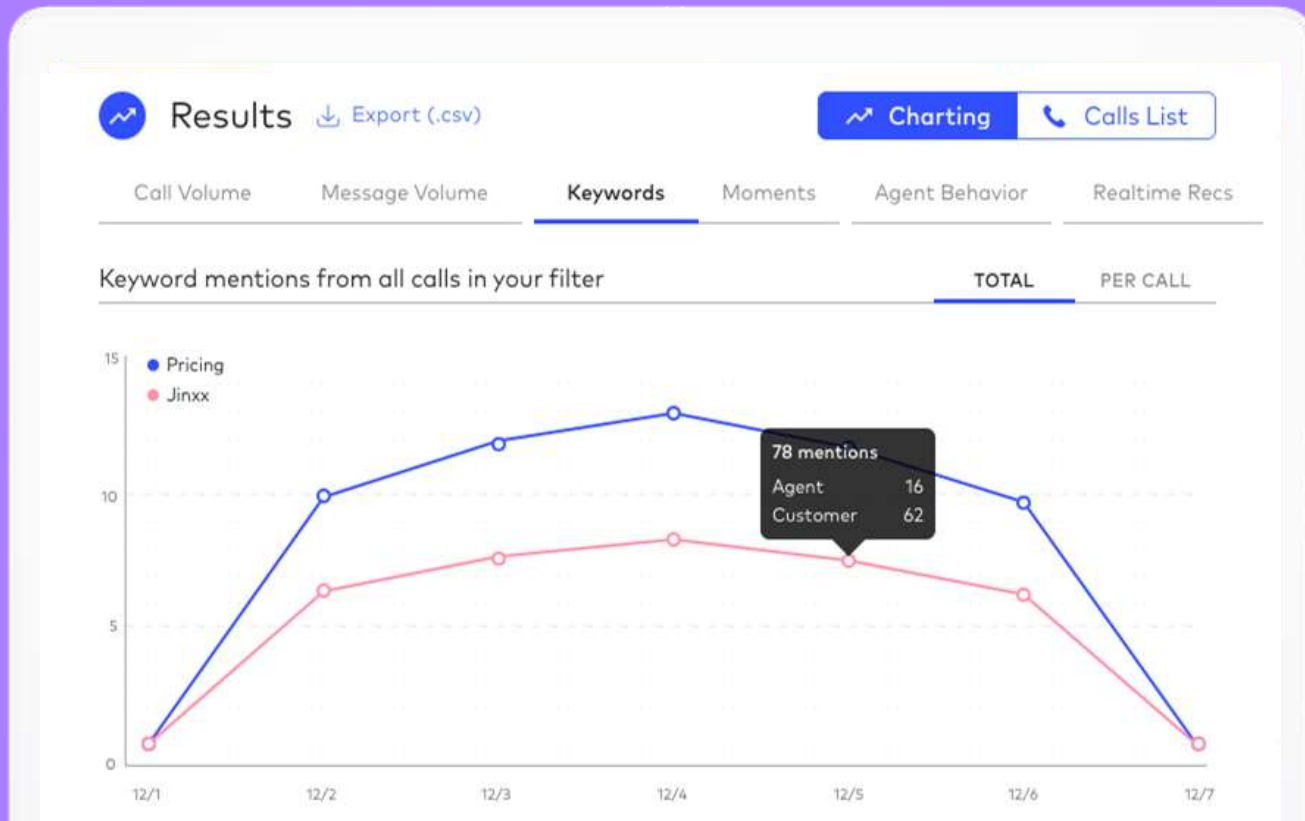 Results Export (.csv) Charting Calls List
Call Volume Message Volume Keywords Moments Agent Behavior Realtime Recs
Keyword mentions from all calls in your filter TOTAL PER CALL
15
Pricing
Jinxx
78 mentions
Agent 16
10
Customer 62
5
0
12/1 12/2 12/3 12/4 12/5 12/6 12/7